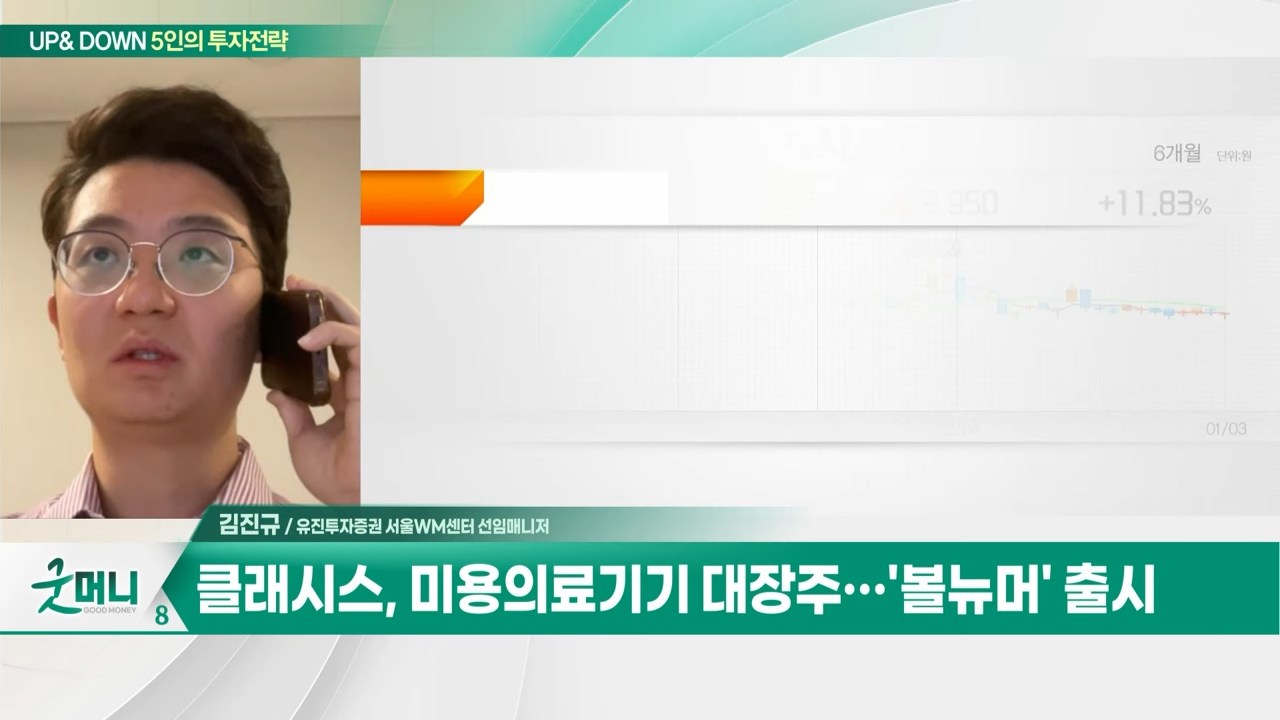 UP& DOWN 5인의 투자전략
6개월 단위:원
3,350 +11.83%
01/03
김진규 / 유진투자증권 서울WM센터 선임매니저
굿머니
GOOD MONEY
8
클래시스, 미용의료기기 대장주…'볼뉴머' 출시